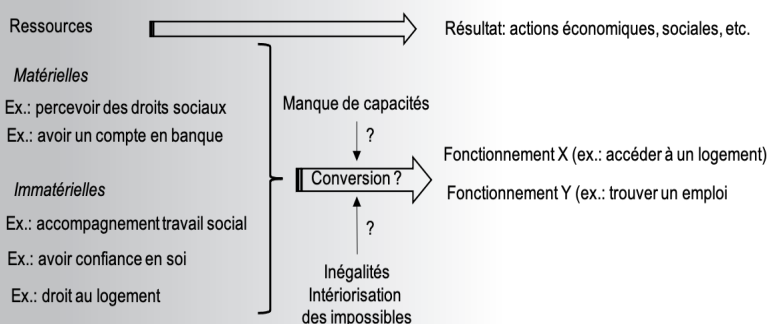 Ressources
Résultat: actions économiques, sociales, etc.
Matérielles
Ex.: percevoir des droits sociaux
Ex.: avoir un compte en banque
Immatérielles
Ex.: accompagnement travail social
Ex.: avoir confiance en soi
Ex.: droit au logement
Manque de capacités
?
Conversion ?
?
Inégalités
Intériorisation
des impossibles
Fonctionnement X (ex.: accéder à un logement)
Fonctionnement Y (ex.: trouver un emploi